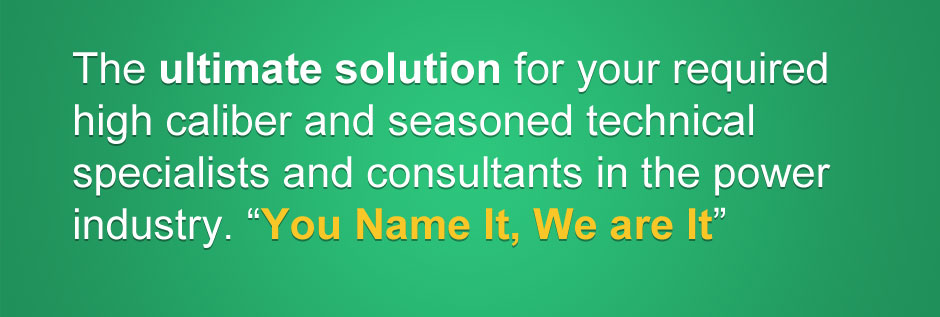 The ultimate solution for your required
high caliber and seasoned technical
specialists and consultants in the power
industry. “You Name It, We are It”